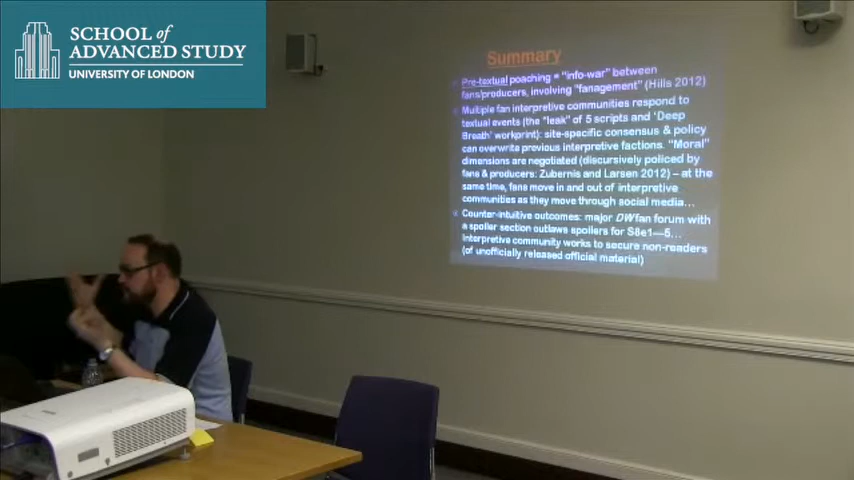 SCHOOL of
ADVANCED STUDY
UNIVERSITY OF LONDON
Summary
Pre-textual poaching = "info-war" between
fans/producers, involving "fanagement" (Hills 2012)
Multiple fan interpretive communities respond to
textual events (the "leak" of 5 scripts and 'Deep
Breath' workprint): site-specific consensus & policy
can overwrite previous interpretive factions. "Moral"
dimensions are negotiated (discursively policed by
fans & producers: Zubernis and Larsen 2012) – at the
same time, fans move in and out of interpretive
communities as they move through social media…
Counter-intuitive outcomes: major DW fan forum with
a spoiler section outlaws spoilers for S8e1—5…
Interpretive community works to secure non-readers
(of unofficially released official material)